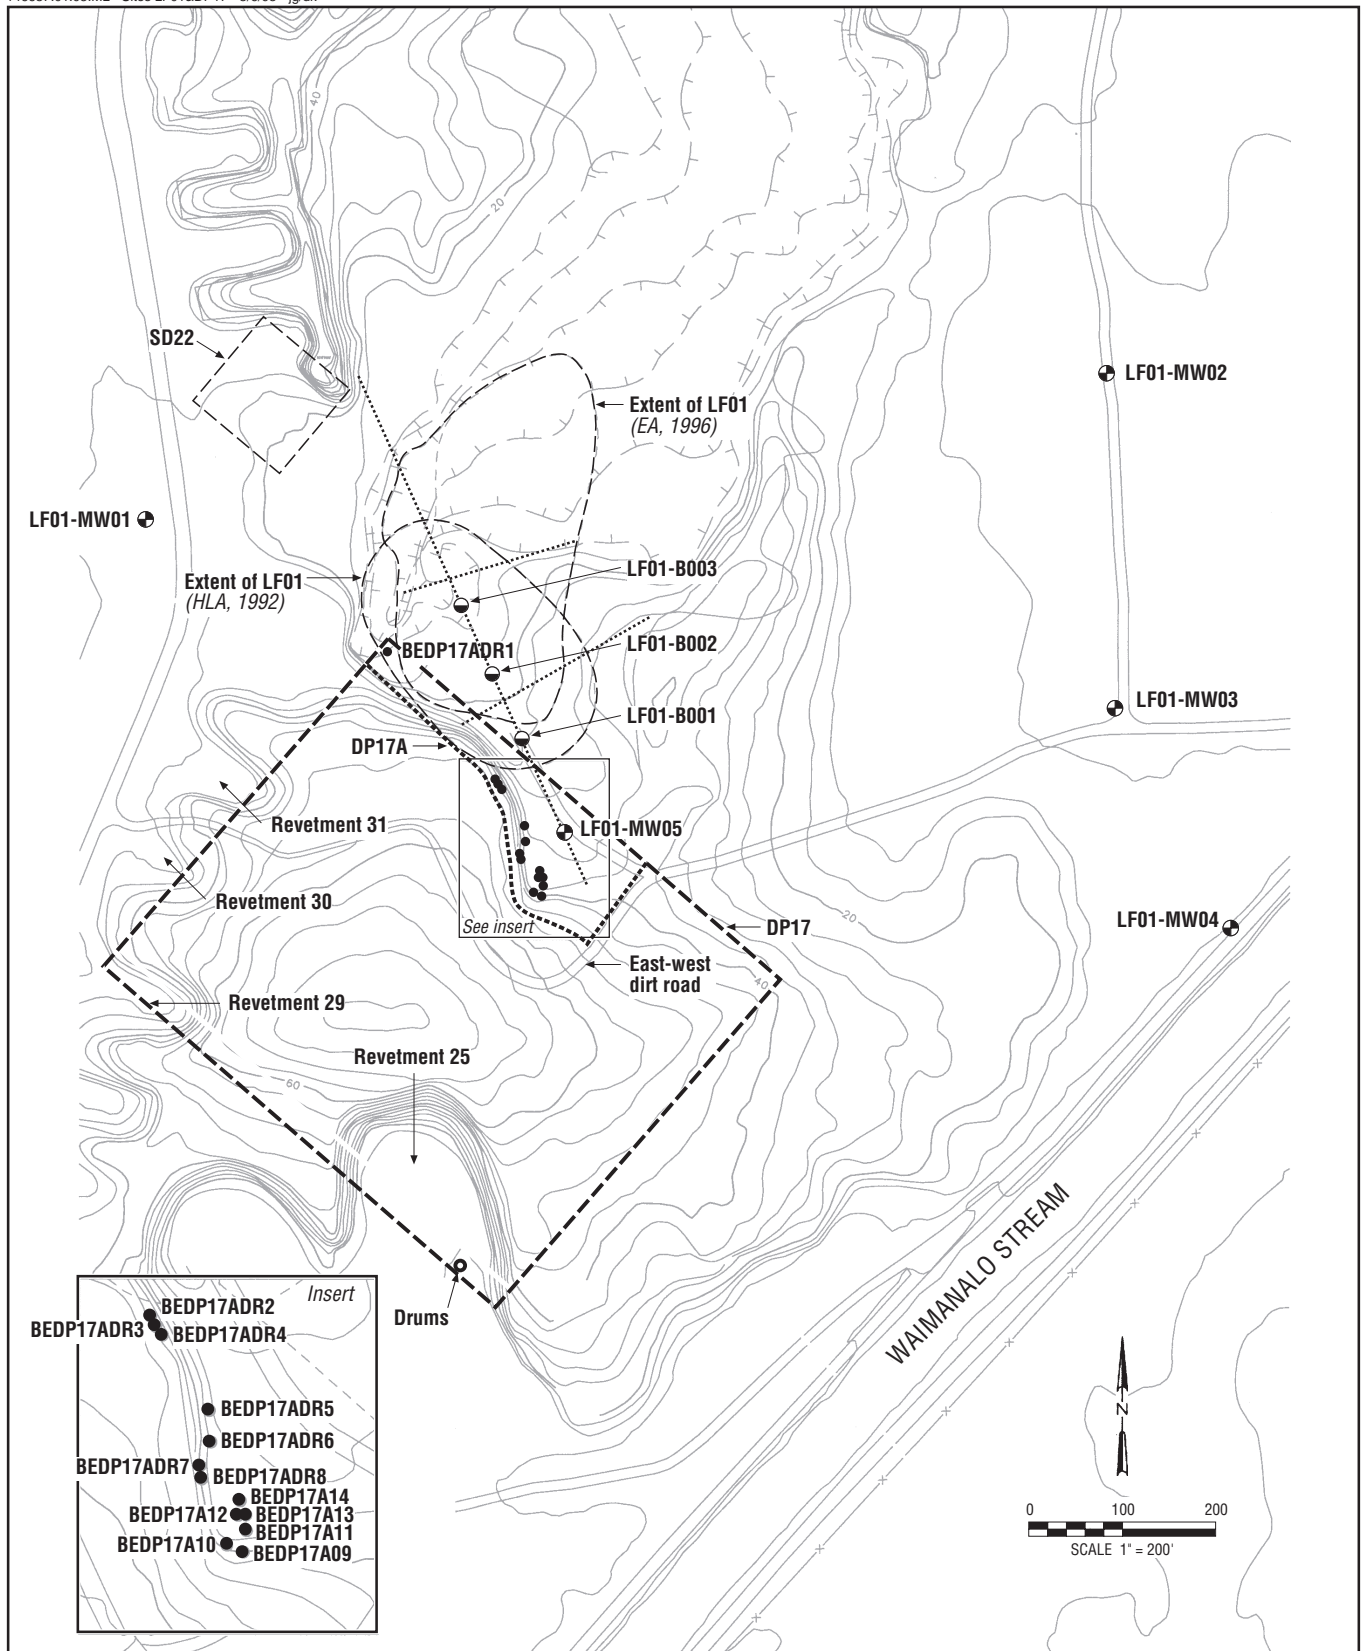 40
20
SD22
LF01-MW02
Extent of LF01
(EA, 1996)
LF01-MW01
LF01-B003
Extent of LF01
(HLA, 1992)
BEDP17ADR1
LF01-B002
LF01-MW03
LF01-B001
DP17A
Revetment 31
LF01-MW05
Revetment 30
See insert
DP17
20
LF01-MW04
East-west
dirt road
40
Revetment 29
Revetment 25
60
WAIMANALO STREAM
Drums
Insert
BEDP17ADR2
BEDP17ADR3
BEDP17ADR4
BEDP17ADR5
BEDP17ADR6
BEDP17ADR7
BEDP17ADR8
BEDP17A14
BEDP17A12
BEDP17A13
BEDP17A11
BEDP17A10
BEDP17A09
N
0 100 200
SCALE 1" = 200'